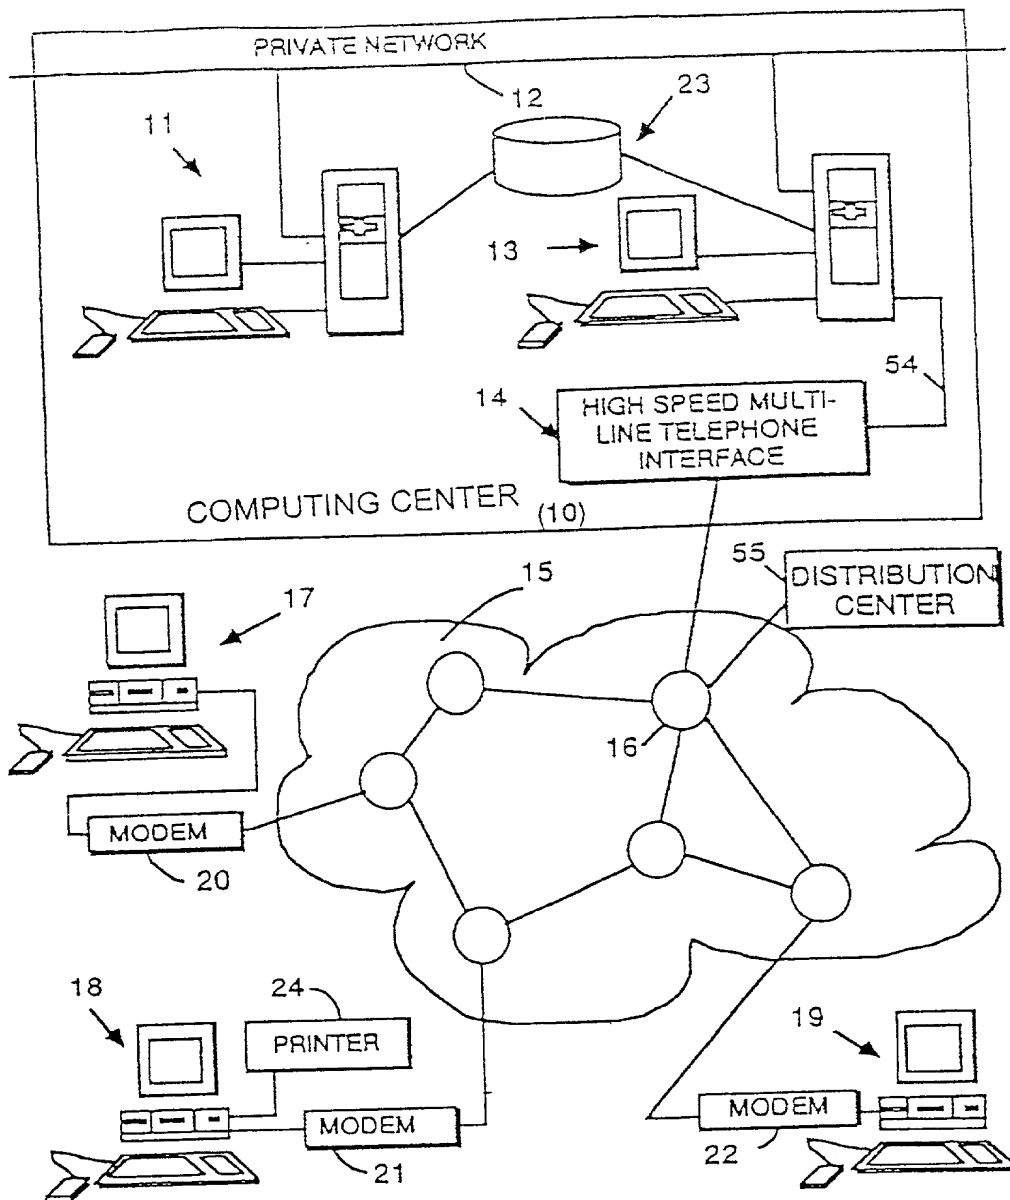 PRIVATE NETWORK
12
23
11
13
54
14
HIGH SPEED MULTI-
LINE TELEPHONE
INTERFACE
COMPUTING CENTER
(10)
55
DISTRIBUTION
CENTER
15
17
16
MODEM
20
18
24
PRINTER
19
MODEM
21
MODEM
22